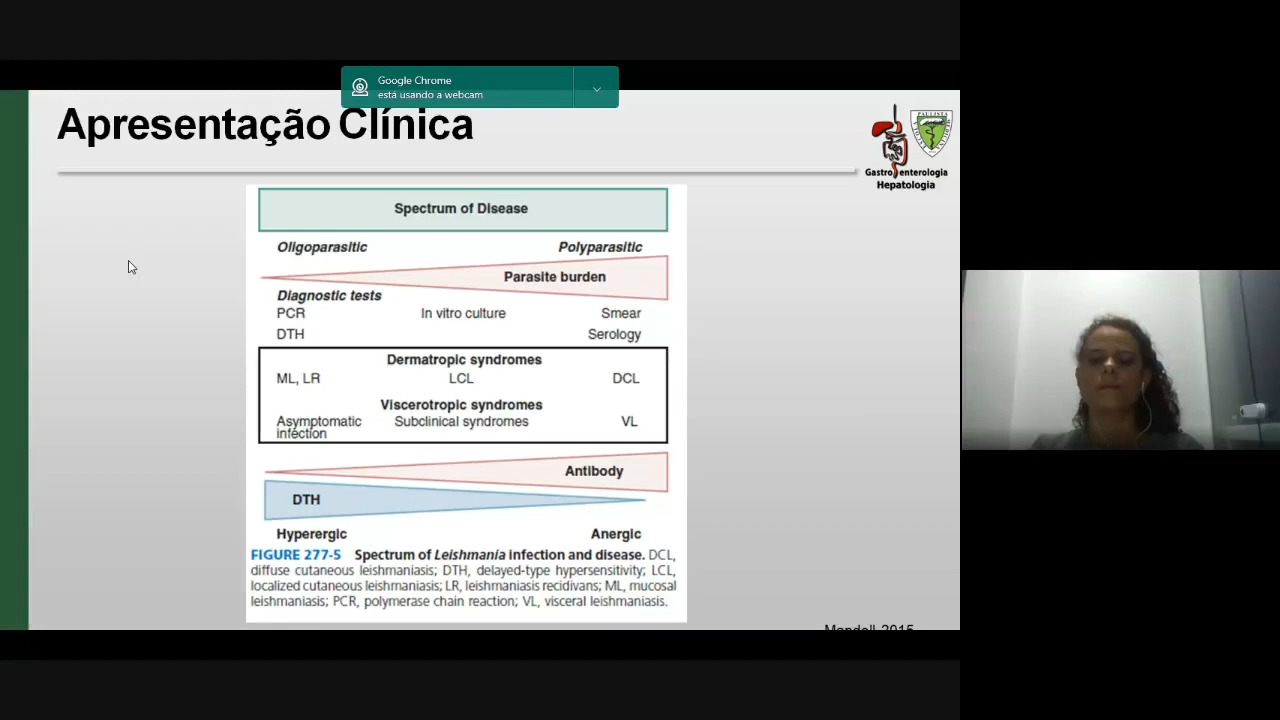 Google Chrome
está usando a webcam
Apresentação Clínica
Gastroenterologia
Hepatologia
Spectrum of Disease
Oligoparasitic Polyparasitic
Parasite burden
Diagnostic tests
PCR In vitro culture Smear
DTH Serology
Dermatropic syndromes
ML, LR LCL DCL
Viscerotropic syndromes
Asymptomatic infection Subclinical syndromes VL
Antibody
DTH
Hyperergic Anergic
FIGURE 277-5 Spectrum of Leishmania infection and disease. DCL,
diffuse cutaneous leishmaniasis; DTH, delayed-type hypersensitivity; LCL,
localized cutaneous leishmaniasis; LR, leishmaniasis recidivans; ML, mucosal
leishmaniasis; PCR, polymerase chain reaction; VL, visceral leishmaniasis.
Mandell 2015